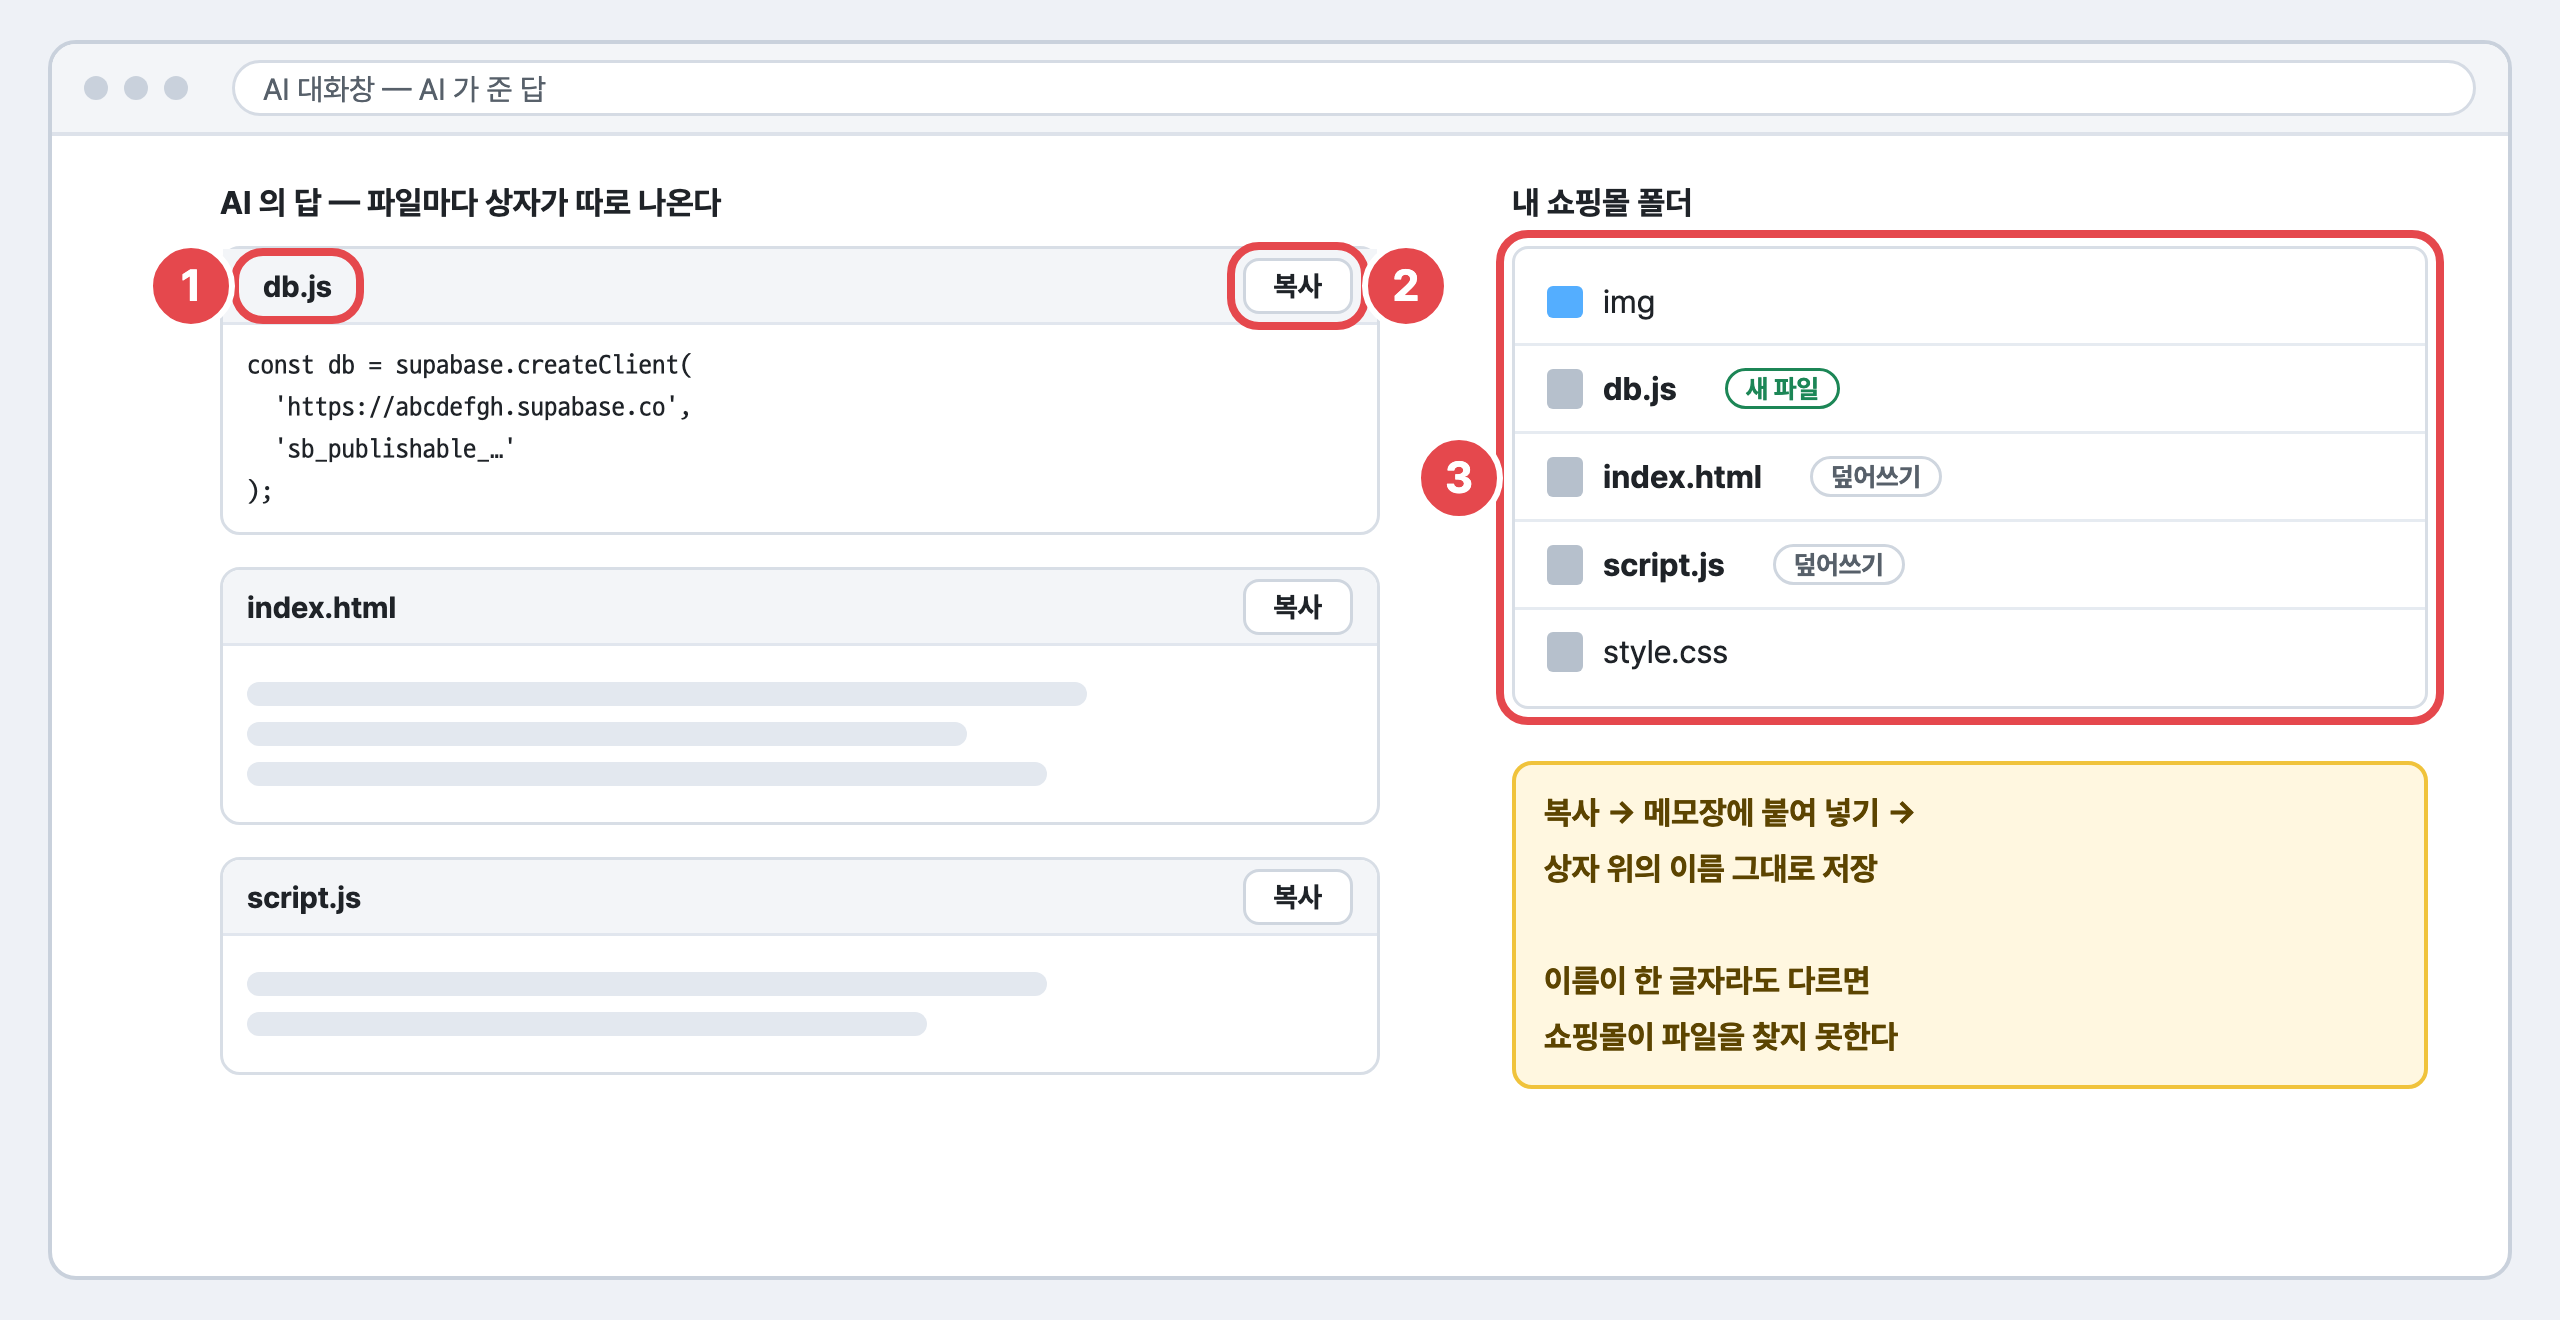 AI 대화창 — AI 가 준 답
AI 의 답 — 파일마다 상자가 따로 나온다
1
db.js
복사
2
const db = supabase.createClient(
'https://abcdefgh.supabase.co',
'sb_publishable_…'
);
index.html
복사
script.js
복사
내 쇼핑몰 폴더
3
img
db.js 새 파일
index.html 덮어쓰기
script.js 덮어쓰기
style.css
복사 → 메모장에 붙여 넣기 →
상자 위의 이름 그대로 저장
이름이 한 글자라도 다르면
쇼핑몰이 파일을 찾지 못한다